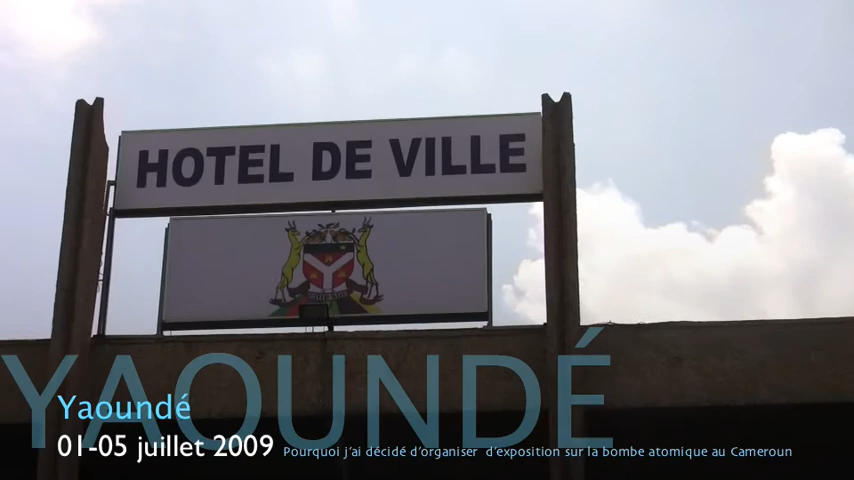 HOTEL DE VILLE
YAOUNDÉ
Yaoundé
01-05 juillet 2009 Pourquoi j'ai décidé d'organiser d'exposition sur la bombe atomique au Cameroun